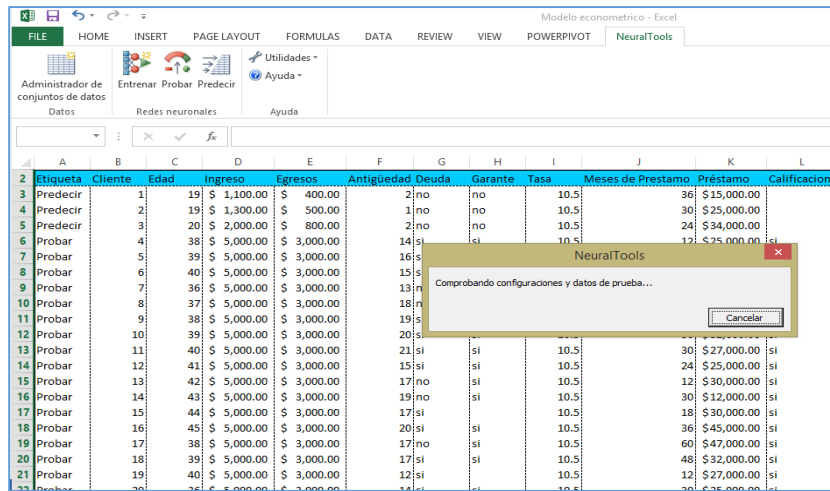 Modelo econometrico - Excel
FILE HOME INSERT PAGE LAYOUT FORMULAS DATA REVIEW VIEW POWERPIVOT NeuralTools
Administrador de conjuntos de datos
Entrenar Probar Predecir
Utilidades
Ayuda
Datos Redes neuronales Ayuda
fx
A B C D E F G H I J K L
2 Etiqueta Cliente Edad Ingreso Egresos Antigüedad Deuda Garante Tasa Meses de Prestamo Préstamo Calificacion
3 Predecir 1 19 $ 1,100.00 $ 400.00 2 no no 10.5 36 $15,000.00
4 Predecir 2 19 $ 1,300.00 $ 500.00 1 no no 10.5 30 $25,000.00
5 Predecir 3 20 $ 2,000.00 $ 800.00 2 no no 10.5 24 $34,000.00
6 Probar 4 38 $ 5,000.00 $ 3,000.00 14 si si 10.5 12 $25,000.00 si
7 Probar 5 39 $ 5,000.00 $ 3,000.00 16 s
8 Probar 6 40 $ 5,000.00 $ 3,000.00 15 s
9 Probar 7 36 $ 5,000.00 $ 3,000.00 13 n
10 Probar 8 37 $ 5,000.00 $ 3,000.00 18 n
11 Probar 9 38 $ 5,000.00 $ 3,000.00 19 s
12 Probar 10 39 $ 5,000.00 $ 3,000.00 20
NeuralTools
Comprobando configuraciones y datos de prueba...
Cancelar
13 Probar 11 40 $ 5,000.00 $ 3,000.00 21 si si 10.5 30 $27,000.00 si
14 Probar 12 41 $ 5,000.00 $ 3,000.00 15 si si 10.5 24 $25,000.00 si
15 Probar 13 42 $ 5,000.00 $ 3,000.00 17 no si 10.5 12 $30,000.00 si
16 Probar 14 43 $ 5,000.00 $ 3,000.00 19 no si 10.5 30 $12,000.00 si
17 Probar 15 44 $ 5,000.00 $ 3,000.00 17 si 10.5 18 $30,000.00 si
18 Probar 16 45 $ 5,000.00 $ 3,000.00 20 si si 10.5 36 $45,000.00 si
19 Probar 17 38 $ 5,000.00 $ 3,000.00 17 no si 10.5 60 $47,000.00 si
20 Probar 18 39 $ 5,000.00 $ 3,000.00 17 si si 10.5 48 $32,000.00 si
21 Probar 19 40 $ 5,000.00 $ 3,000.00 12 si si 10.5 12 $27,000.00 si